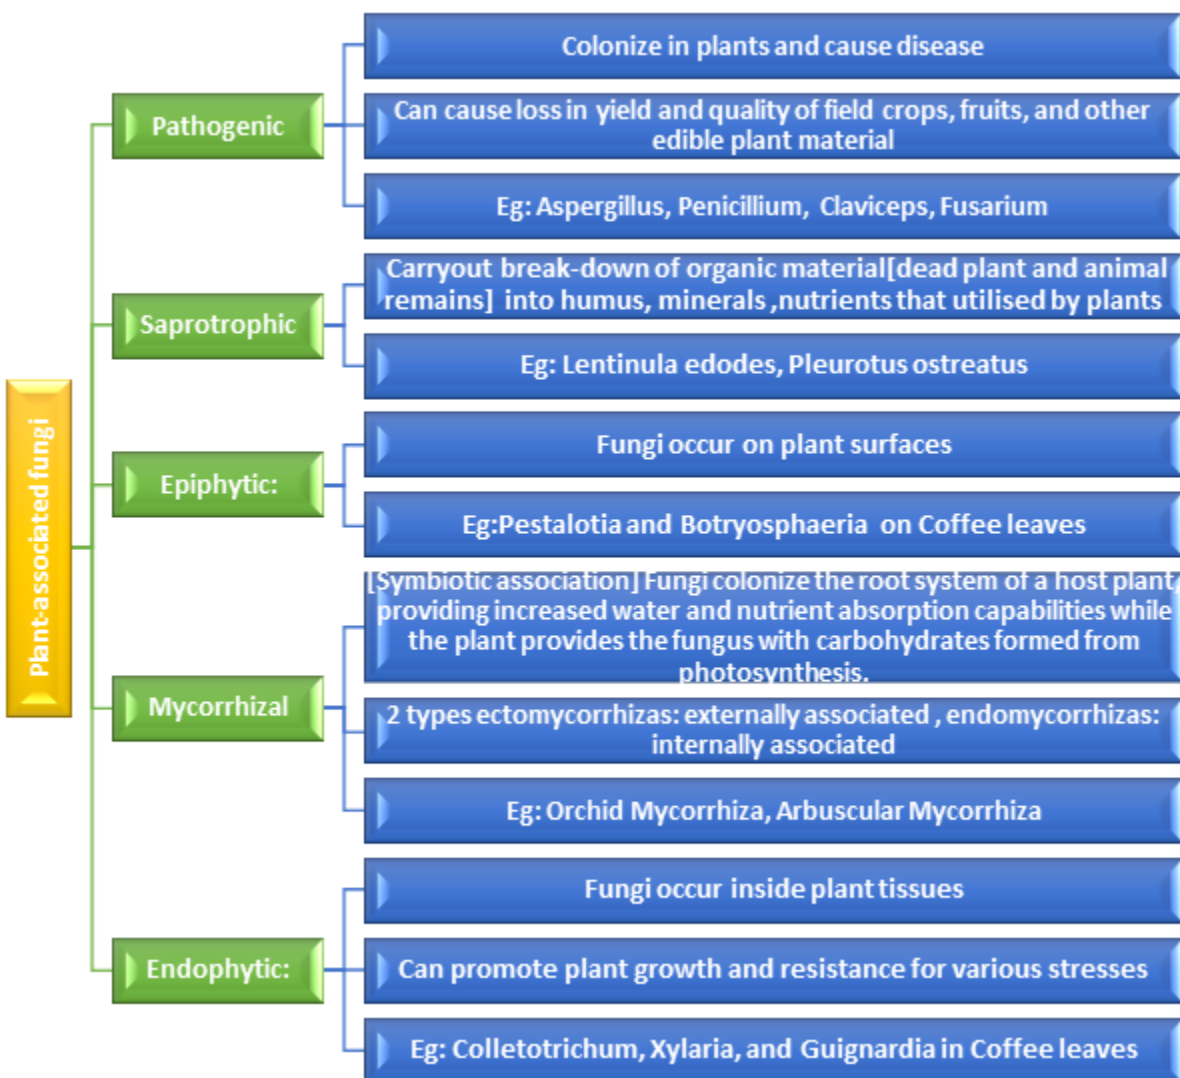 Plant-associated fungi
Pathogenic
Colonize in plants and cause disease
Can cause loss in yield and quality of field crops, fruits, and other
edible plant material
Eg: Aspergillus, Penicillium, Claviceps, Fusarium
Saprotrophic
Carryout break-down of organic material[dead plant and animal
remains] into humus, minerals ,nutrients that utilised by plants
Eg: Lentinula edodes, Pleurotus ostreatus
Epiphytic:
Fungi occur on plant surfaces
Eg:Pestalotia and Botryosphaeria on Coffee leaves
Mycorrhizal
[Symbiotic association] Fungi colonize the root system of a host plant,
providing increased water and nutrient absorption capabilities while
the plant provides the fungus with carbohydrates formed from
photosynthesis.
2 types ectomycorrhizas: externally associated , endomycorrhizas:
internally associated
Eg: Orchid Mycorrhiza, Arbuscular Mycorrhiza
Endophytic:
Fungi occur inside plant tissues
Can promote plant growth and resistance for various stresses
Eg: Colletotrichum, Xylaria, and Guignardia in Coffee leaves